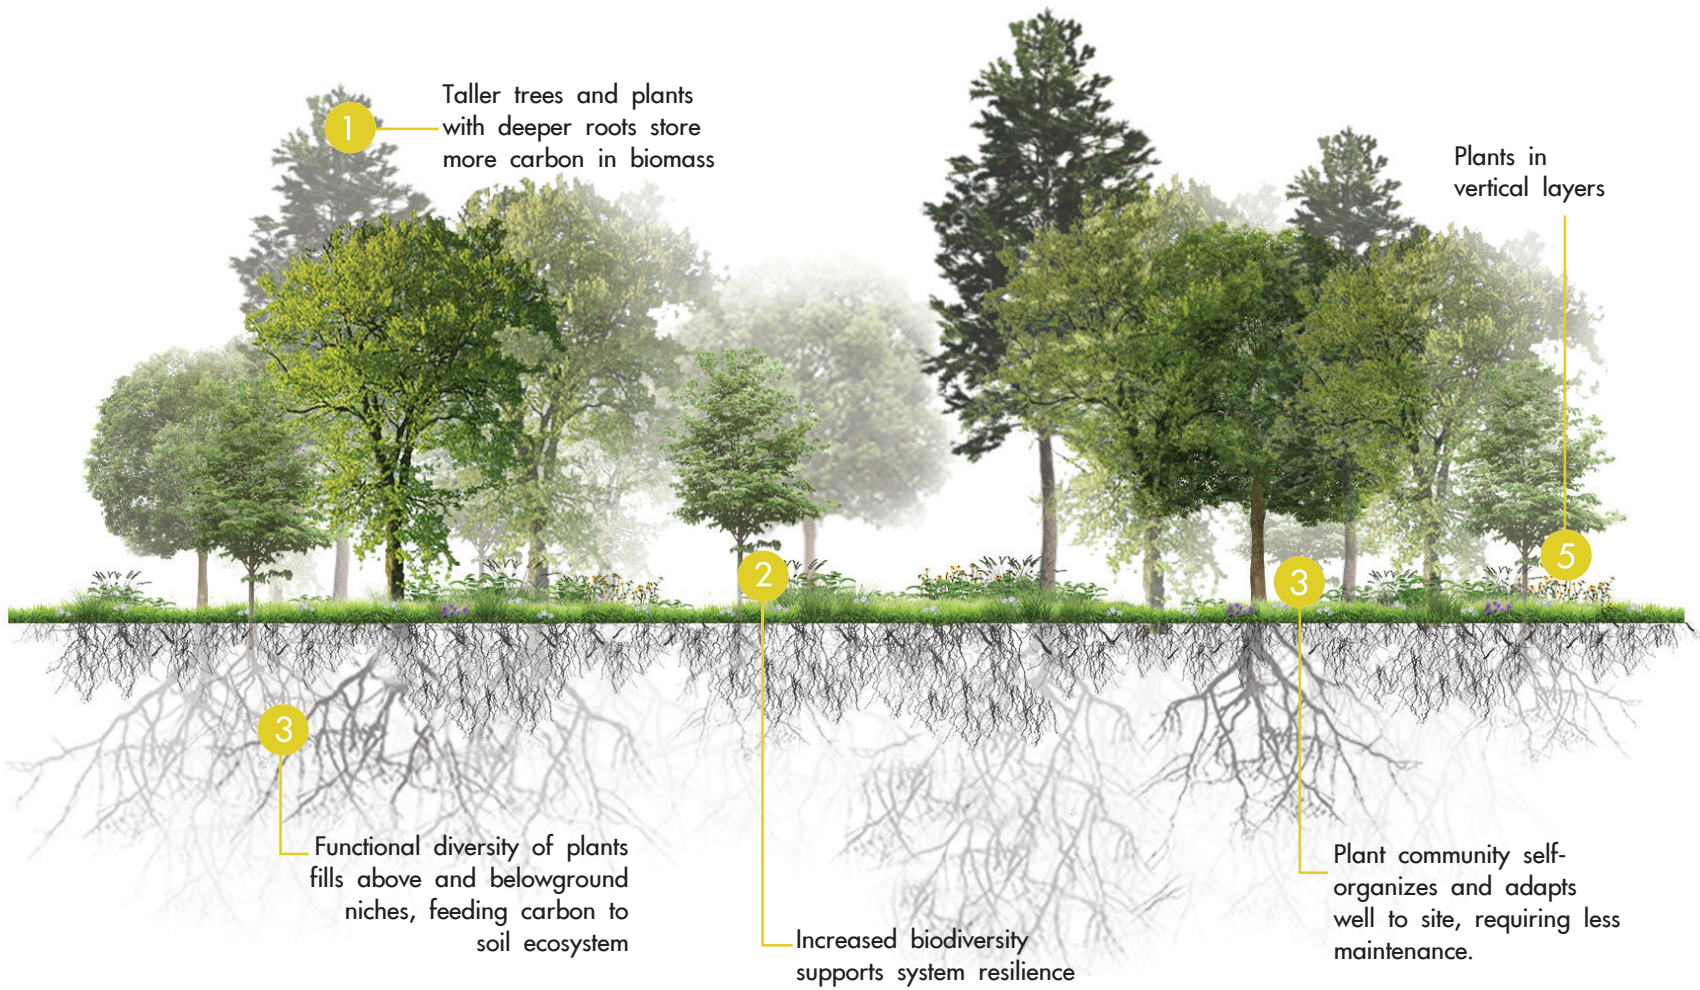 1
Taller trees and plants
with deeper roots store
more carbon in biomass
Plants in
vertical layers
5
2
3
3
Functional diversity of plants
fills above and belowground
niches, feeding carbon to
soil ecosystem
Increased biodiversity
supports system resilience
Plant community self-
organizes and adapts
well to site, requiring less
maintenance.